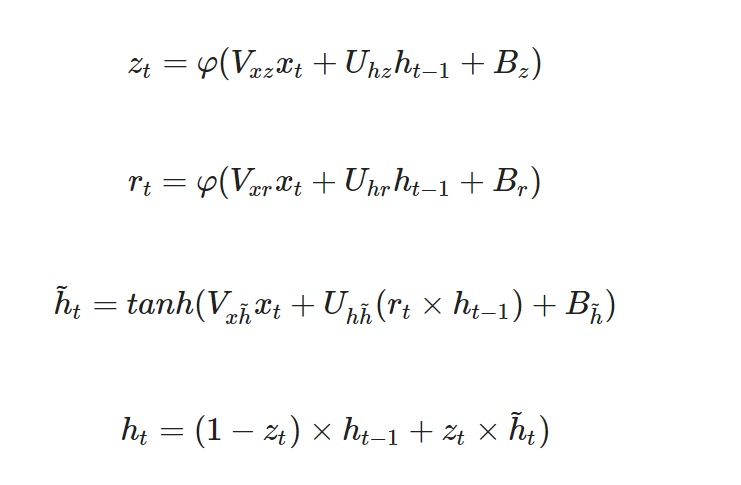 z_t = φ(V_{xz}x_t + U_{hz}h_{t−1} + B_z)
r_t = φ(V_{xr}x_t + U_{hr}h_{t−1} + B_r)
h̃_t = tanh(V_{xh̃}x_t + U_{hh̃}(r_t × h_{t−1}) + B_{h̃})
h_t = (1 − z_t) × h_{t−1} + z_t × h̃_t)